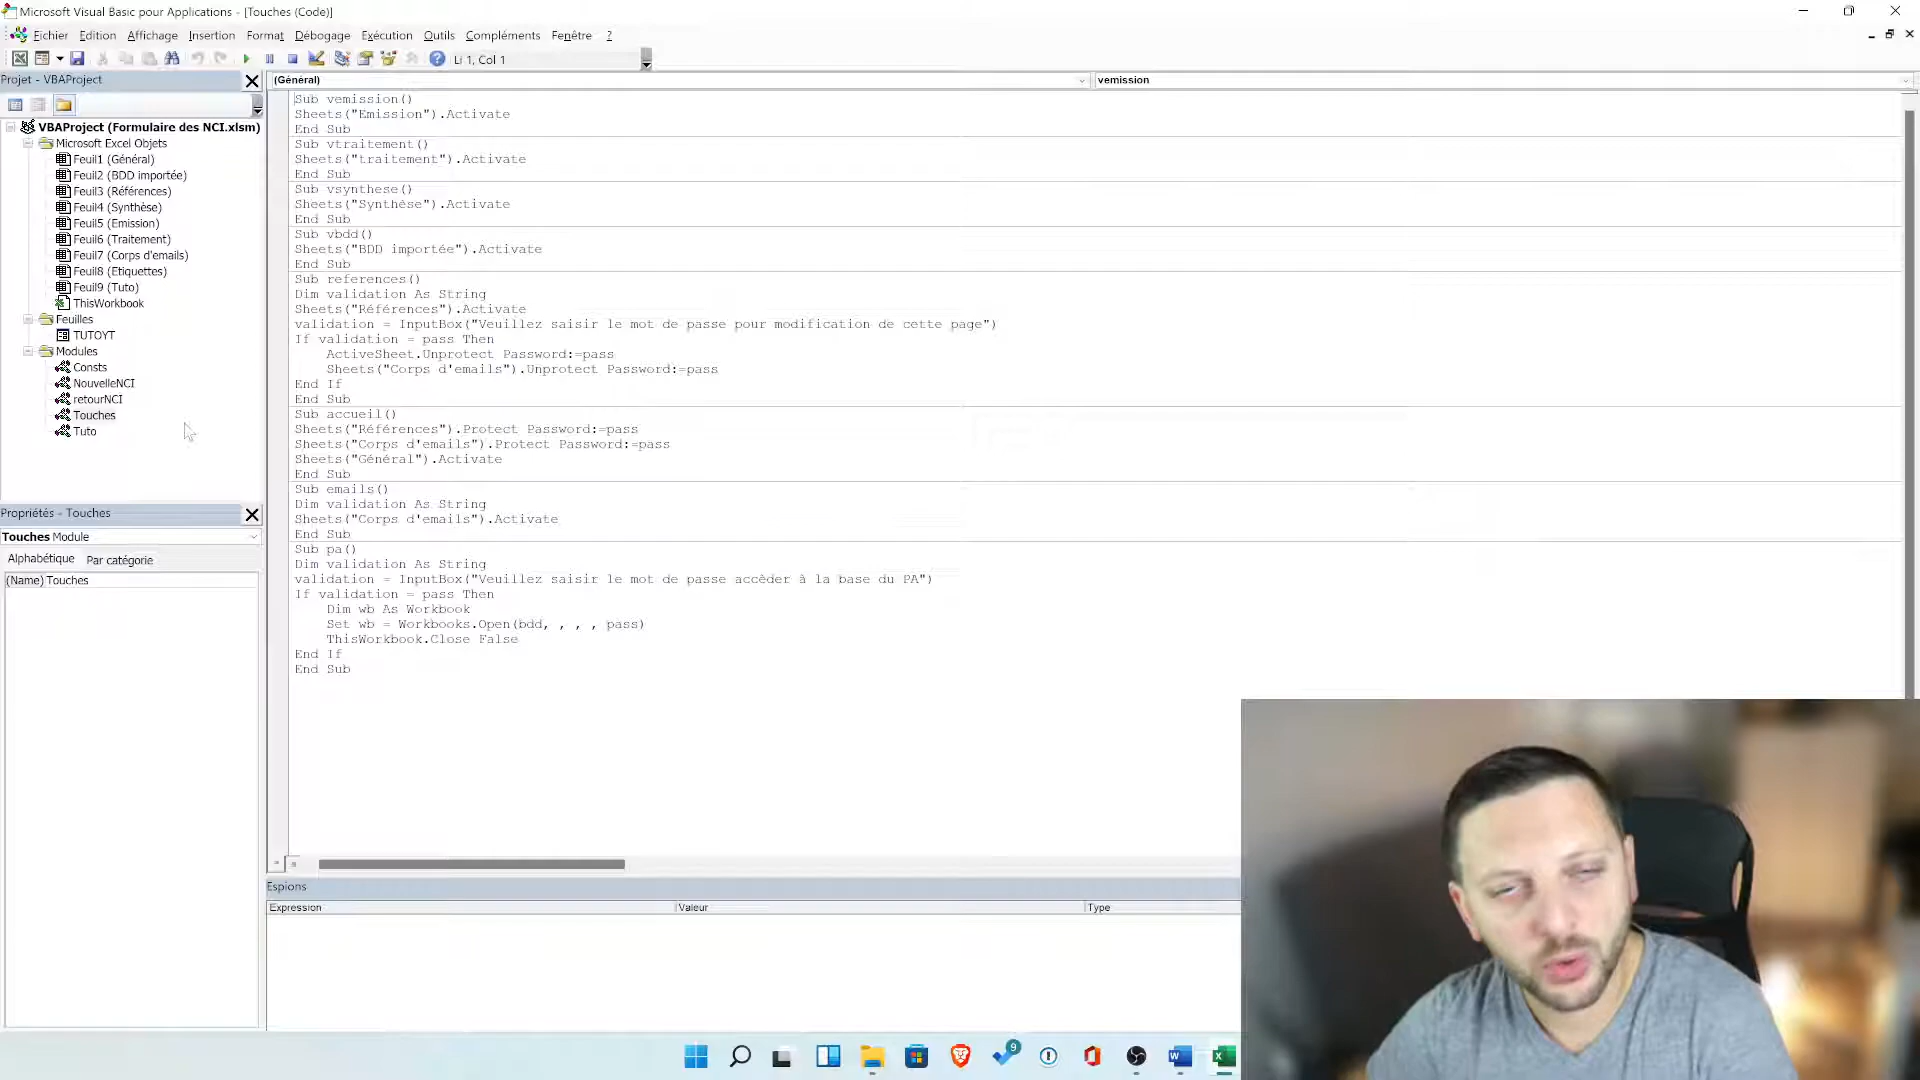 Microsoft Visual Basic pour Applications - [Touches (Code)]
Fichier Edition Affichage Insertion Format Débogage Exécution Outils Compléments Fenêtre ?
Li 1, Col 1
Projet - VBAProject
(Général)
vemission
VBAProject (Formulaire des NCI.xlsm)
Microsoft Excel Objets
Feuil1 (Général)
Feuil2 (BDD importée)
Feuil3 (Références)
Feuil4 (Synthèse)
Feuil5 (Emission)
Feuil6 (Traitement)
Feuil7 (Corps d'emails)
Feuil8 (Etiquettes)
Feuil9 (Tuto)
ThisWorkbook
Feuilles
TUTOYT
Modules
Consts
NouvelleNCI
retourNCI
Touches
Tuto
Propriétés - Touches
Touches Module
Alphabétique Par catégorie
(Name) Touches
Sub vemission()
Sheets("Emission").Activate
End Sub
Sub vtraitement()
Sheets("traitement").Activate
End Sub
Sub vsynthese()
Sheets("Synthèse").Activate
End Sub
Sub vbdd()
Sheets("BDD importée").Activate
End Sub
Sub references()
Dim validation As String
Sheets("Références").Activate
validation = InputBox("Veuillez saisir le mot de passe pour modification de cette page")
If validation = pass Then
ActiveSheet.Unprotect Password:=pass
Sheets("Corps d'emails").Unprotect Password:=pass
End If
End Sub
Sub accueil()
Sheets("Références").Protect Password:=pass
Sheets("Corps d'emails").Protect Password:=pass
Sheets("Général").Activate
End Sub
Sub emails()
Dim validation As String
Sheets("Corps d'emails").Activate
End Sub
Sub pa()
Dim validation As String
validation = InputBox("Veuillez saisir le mot de passe accèder à la base du PA")
If validation = pass Then
Dim wb As Workbook
Set wb = Workbooks.Open(bdd, , , , pass)
ThisWorkbook.Close False
End If
End Sub
Espions
Expression Valeur Type
9